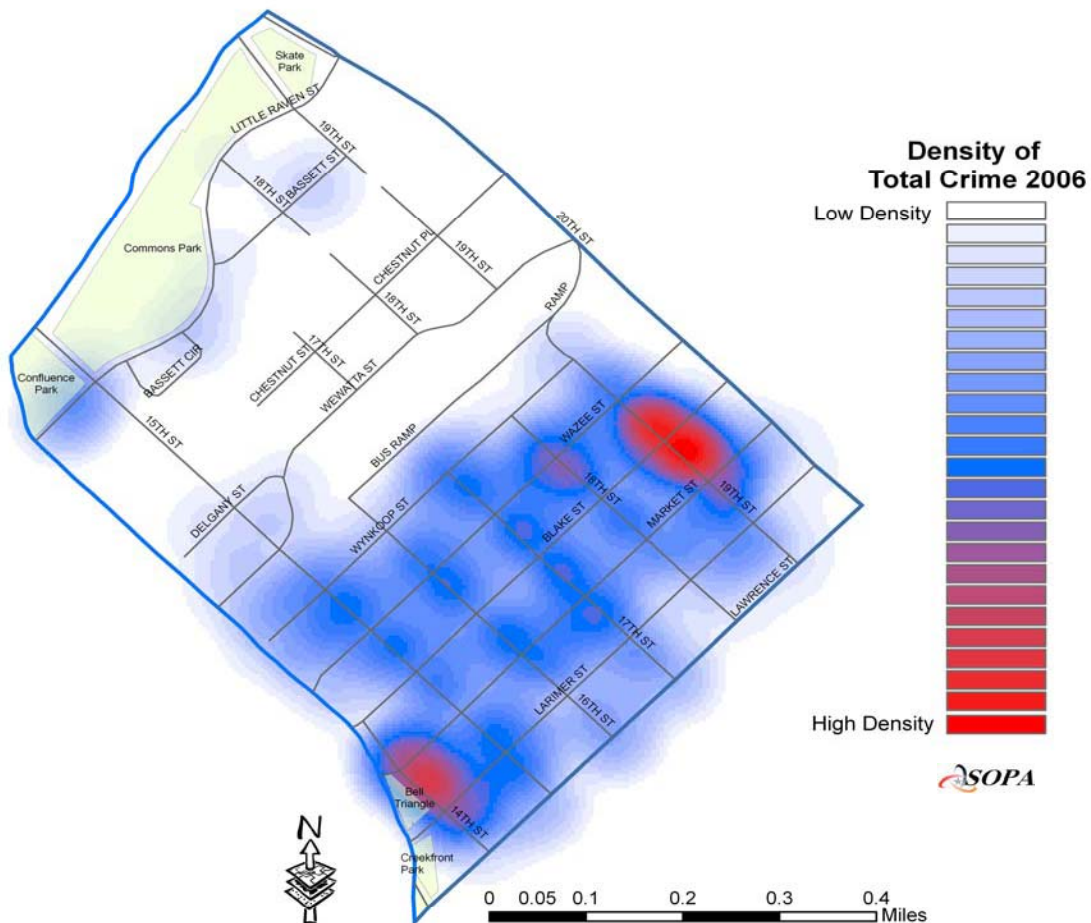 Skate
Park
LITTLE RAVEN ST
19TH ST
BASSETT ST
18TH ST
Commons Park
20TH ST
CHESTNUT PL
19TH ST
18TH ST
RAMP
17TH ST
CHESTNUT ST
WEWATTA ST
BASSETT CIR
Confluence
Park
15TH ST
BUS RAMP
DELGANY ST
WYNKOOP ST
WAZEE ST
18TH ST
BLAKE ST
MARKET ST
19TH ST
LAWRENCE ST
17TH ST
LARIMER ST
16TH ST
Bell
Triangle
14TH ST
Creekfront
Park
N
Density of
Total Crime 2006
Low Density
High Density
SOPA
0 0.05 0.1 0.2 0.3 0.4
Miles